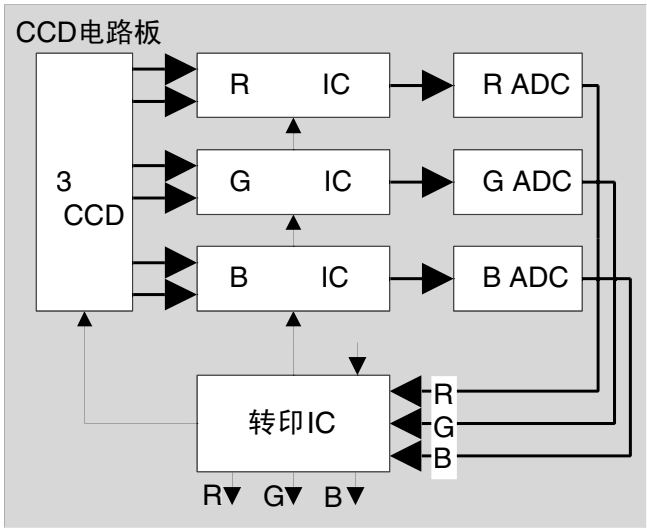 CCD电路板
R IC
R ADC
3
CCD
G IC
G ADC
B IC
B ADC
R
转印IC
G
B
R G B